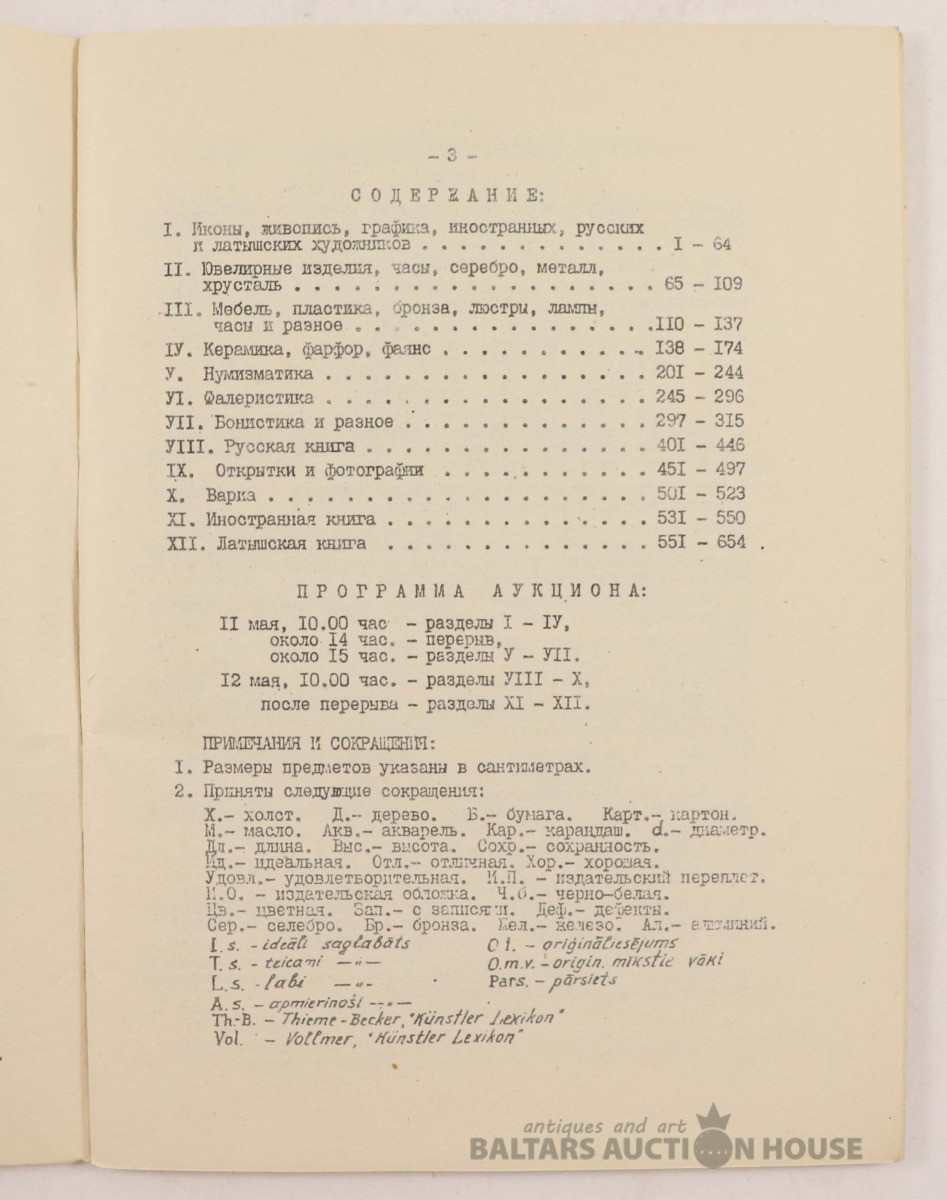 - 3 -
СОДЕРЖАНИЕ:
I. Иконы, живопись, графика, иностранных, русских
и латышских художников . . . . . . . . . . . . . I - 64
II. Ювелирные изделия, часы, серебро, металл,
хрусталь . . . . . . . . . . . . . . . . . . . 65 - I09
III. Мебель, пластика, бронза, люстры, лампы,
часы и разное . . . . . . . . . . . . . . . .II0 - I37
IУ. Керамика, фарфор, фаянс . . . . . . . . . . . I38 - I74
У. Нумизматика . . . . . . . . . . . . . . . . . 20I - 244
УI. Фалеристика . . . . . . . . . . . . . . . . . 245 - 296
УII. Бонистика и разное . . . . . . . . . . . . . 297 - 3I5
УIII. Русская книга . . . . . . . . . . . . . . . 40I - 446
IX. Открытки и фотографии . . . . . . . . . . . 45I - 497
X. Вариа . . . . . . . . . . . . . . . . . . . . 50I - 523
XI. Иностранная книга . . . . . . . . . . . . . . 53I - 550
XII. Латышская книга . . . . . . . . . . . . . . 55I - 654 .
ПРОГРАММА АУКЦИОНА:
II мая, I0.00 час - разделы I - IУ,
около I4 час. - перерыв,
около I5 час. - разделы У - УII.
I2 мая, I0.00 час. - разделы УIII - X,
после перерыва - разделы XI - XII.
ПРИМЕЧАНИЯ И СОКРАЩЕНИЯ:
I. Размеры предметов указаны в сантиметрах.
2. Приняты следующие сокращения:
Х.- холст. Д.- дерево. Б.- бумага. Карт.- картон.
М.- масло. Акв.- акварель. Кар.- карандаш. d.- диаметр.
Дл.- длина. Выс.- высота. Сохр.- сохранность.
Ид.- идеальная. Отл.- отличная. Хор.- хорошая.
Удовл.- удовлетворительная. И.П. - издательский переплет.
И.О. - издательская обложка. Ч.б.- черно-белая.
Цв.- цветная. Зап.- с записями. Деф.- дефекты.
Сер.- селебро. Бр.- бронза. Жел.- железо. Ал.- алюминий.
I. s. - ideāli saglabāts O t. - oriģināliesējums
T. s. - teicami —„— O.m.v. - origin. mīkstie vāki
L. s. - labi —„— Pars. - pārsiets
A. s. - apmierinoši —„—
Th.-B. - Thieme-Becker, "Künstler Lexikon"
Vol. - Vollmer, "Künstler Lexikon"
antiques and art
BALTARS AUCTION HOUSE